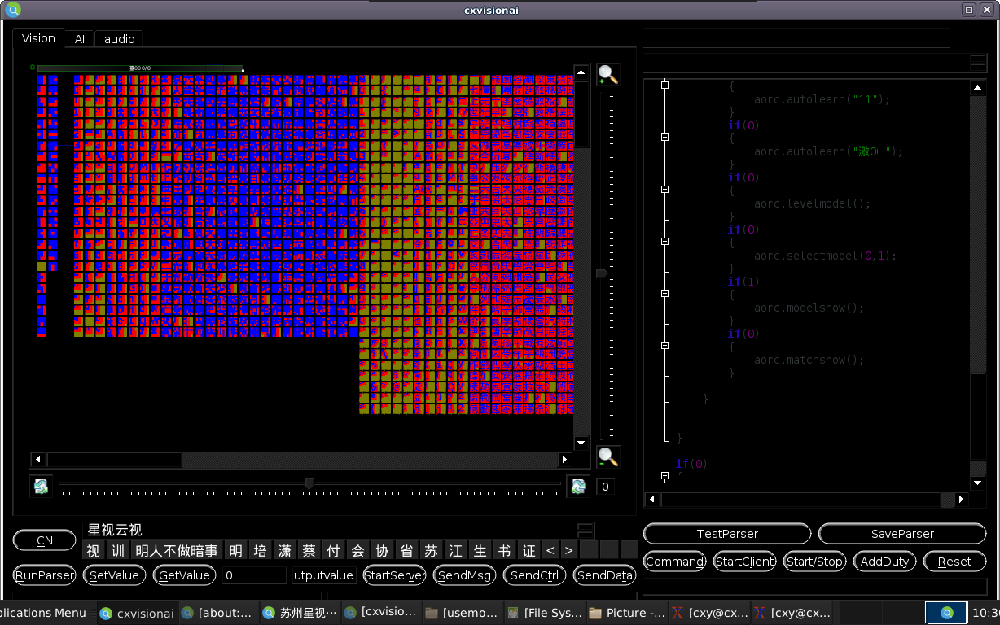 cxvisionai
Vision
AI
audio
0
{
aorc.autolearn("11");
}
if(0)
{
aorc.autolearn("激0 ");
}
if(0)
{
aorc.levelmodel();
}
if(0)
{
aorc.selectmodel(0,1);
}
if(1)
{
aorc.modelshow();
}
if(0)
{
aorc.matchshow();
}
}
}
if(0)
0
CN
星视云视
视 训 明人不做暗事 明 培 潇 蔡 付 会 协 省 苏 江 生 书 证 < >
TestParser
SaveParser
Command
StartClient
Start/Stop
AddDuty
Reset
RunParser
SetValue
GetValue
0
utputvalue
StartServer
SendMsg
SendCtrl
SendData
plications Menu
cxvisionai
[about:...
苏州星视...
[cxvisio...
[usemo...
[File Sys...
Picture -...
[cxy@cx...
[cxy@cx...
10:3